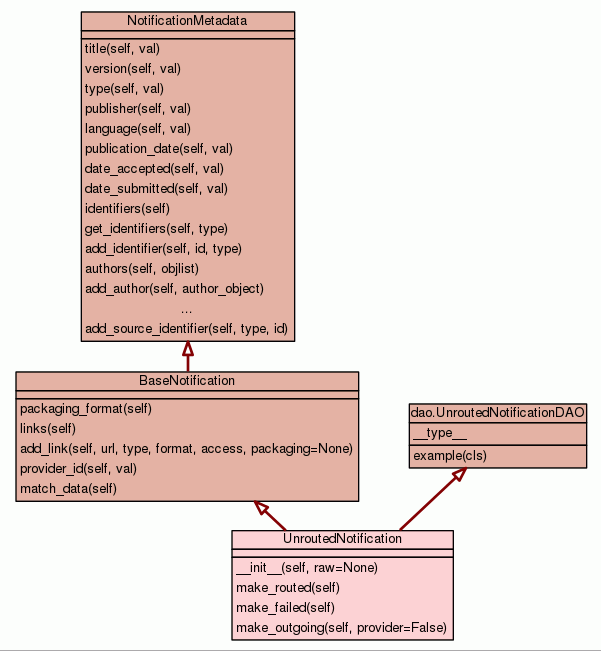 NotificationMetadata
title(self, val)
version(self, val)
type(self, val)
publisher(self, val)
language(self, val)
publication_date(self, val)
date_accepted(self, val)
date_submitted(self, val)
identifiers(self)
get_identifiers(self, type)
add_identifier(self, id, type)
authors(self, objlist)
add_author(self, author_object)
...
add_source_identifier(self, type, id)
BaseNotification
packaging_format(self)
links(self)
add_link(self, url, type, format, access, packaging=None)
provider_id(self, val)
match_data(self)
dao.UnroutedNotificationDAO
__type__
example(cls)
UnroutedNotification
__init__(self, raw=None)
make_routed(self)
make_failed(self)
make_outgoing(self, provider=False)